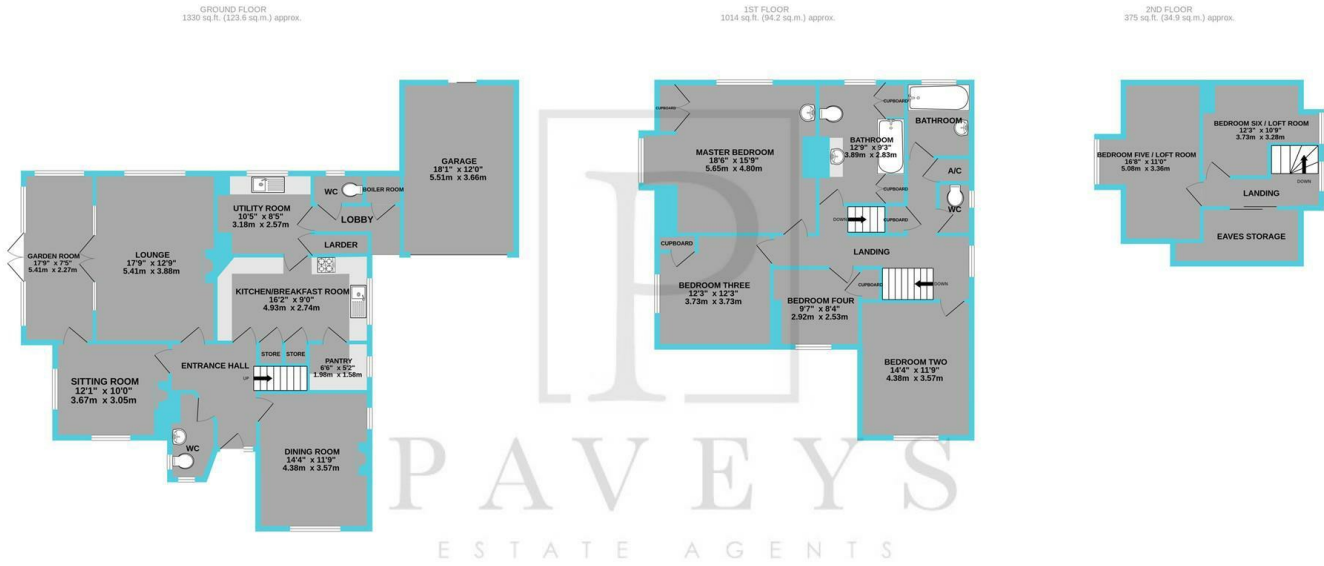 GROUND FLOOR
1330 sq.ft. (123.6 sq.m.) approx.
1ST FLOOR
1014 sq.ft. (94.2 sq.m.) approx.
2ND FLOOR
375 sq.ft. (34.9 sq.m.) approx.
GARAGE
18'1" x 12'0"
5.51m x 3.66m
WC
BOILER ROOM
UTILITY ROOM
10'5" x 8'5"
3.18m x 2.57m
LOBBY
LARDER
GARDEN ROOM
17'9" x 7'5"
5.41m x 2.27m
LOUNGE
17'9" x 12'9"
5.41m x 3.88m
KITCHEN/BREAKFAST ROOM
16'2" x 9'0"
4.93m x 2.74m
STORE
STORE
PANTRY
6'6" x 5'2"
1.98m x 1.58m
ENTRANCE HALL
UP
SITTING ROOM
12'1" x 10'0"
3.67m x 3.05m
WC
DINING ROOM
14'4" x 11'9"
4.38m x 3.57m
CUPBOARD
CUPBOARD
BATHROOM
MASTER BEDROOM
18'6" x 15'9"
5.65m x 4.80m
BATHROOM
12'9" x 9'3"
3.89m x 2.83m
A/C
CUPBOARD
WC
DOWN
CUPBOARD
CUPBOARD
LANDING
BEDROOM THREE
12'3" x 12'3"
3.73m x 3.73m
CUPBOARD
DOWN
BEDROOM FOUR
9'7" x 8'4"
2.92m x 2.53m
BEDROOM TWO
14'4" x 11'9"
4.38m x 3.57m
BEDROOM SIX / LOFT ROOM
12'3" x 10'9"
3.73m x 3.28m
BEDROOM FIVE / LOFT ROOM
16'8" x 11'0"
5.08m x 3.36m
DOWN
LANDING
EAVES STORAGE
P
PAVEYS
ESTATE AGENTS